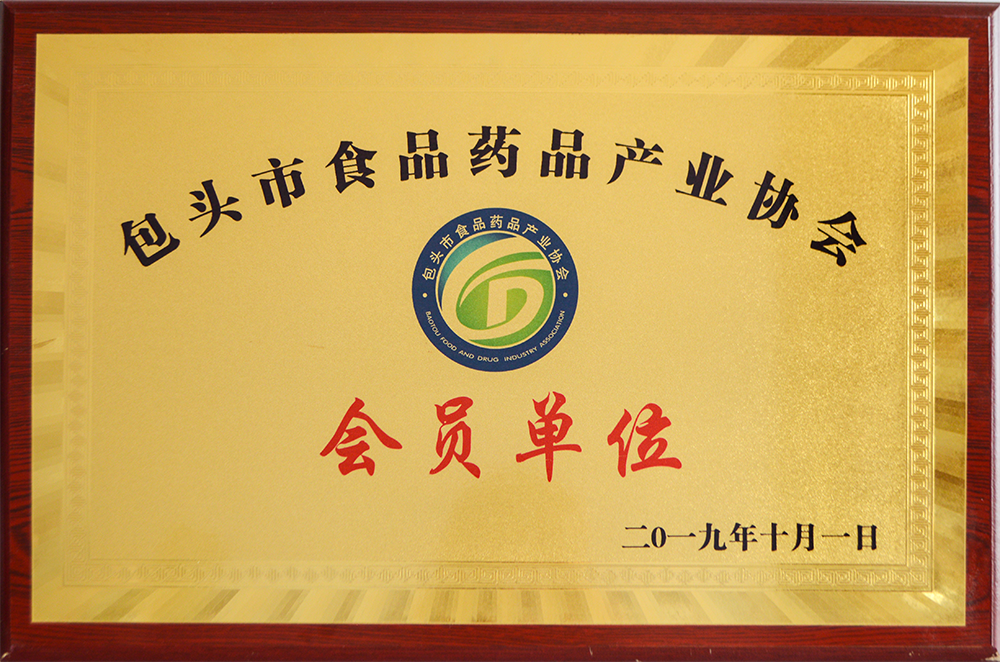 包头市食品药品产业协会
包头市食品药品产业协会
BAOTOU FOOD AND DRUG INDUSTRY ASSOCIATION
会员单位
二0一九年十月一日